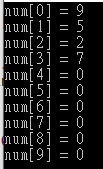 num[0] = 9
num[1] = 5
num[2] = 2
num[3] = 7
num[4] = 0
num[5] = 0
num[6] = 0
num[7] = 0
num[8] = 0
num[9] = 0